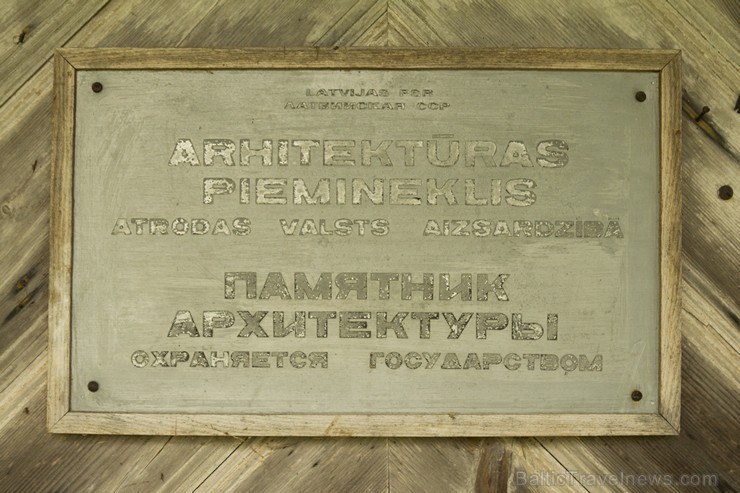 LATVIJAS PSR
ЛАТВИЙСКАЯ ССР
ARHITEKTŪRAS
PIEMINEKLIS
ATRODAS VALSTS AIZSARDZĪBĀ
ПАМЯТНИК
АРХИТЕКТУРЫ
ОХРАНЯЕТСЯ ГОСУДАРСТВОМ
BalticTravelnews.com